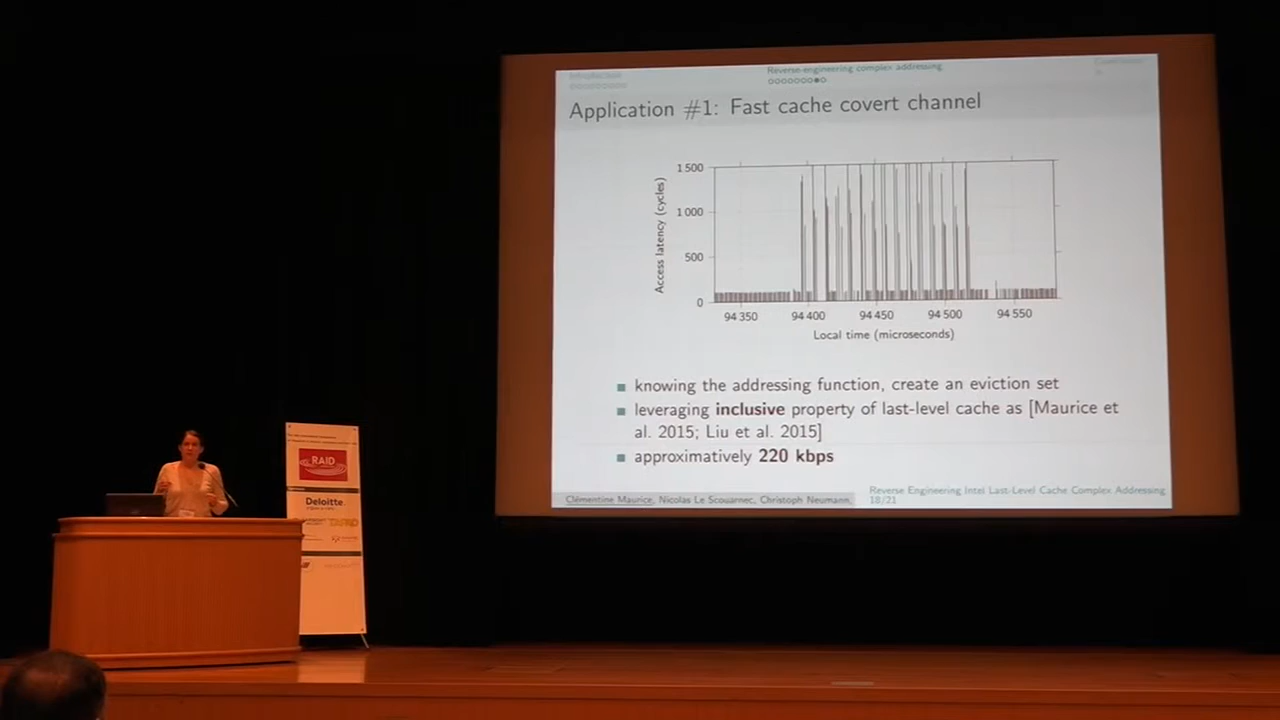 Introduction
Reverse-engineering complex addressing
Application #1: Fast cache covert channel
1 500
1 000
500
0
Access latency (cycles)
94 350 94 400 94 450 94 500 94 550
Local time (microseconds)
knowing the addressing function, create an eviction set
leveraging inclusive property of last-level cache as [Maurice et
al. 2015; Liu et al. 2015]
approximatively 220 kbps
Clémentine Maurice, Nicolas Le Scouarnec, Christoph Neumann,
Reverse Engineering Intel Last-Level Cache Complex Addressing
18/21
RAID
Deloitte.